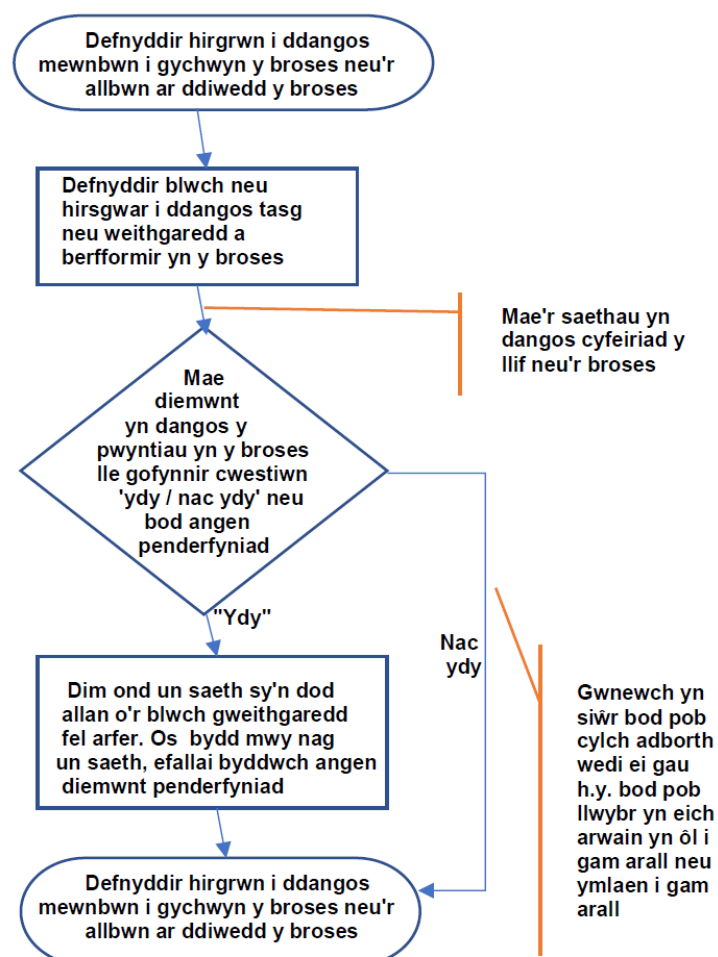 Defnyddir hirgrwn i ddangos
mewnbwn i gychwyn y broses neu'r
allbwn ar ddiwedd y broses
Defnyddir blwch neu
hirsgwar i ddangos tasg
neu weithgaredd a
berfformir yn y broses
Mae'r saethau yn
dangos cyfeiriad y
llif neu'r broses
Mae
diemwnt
yn dangos y
pwyntiau yn y broses
lle gofynnir cwestiwn
'ydy / nac ydy' neu
bod angen
penderfyniad
"Ydy"
Nac
ydy
Dim ond un saeth sy'n dod
allan o'r blwch gweithgaredd
fel arfer. Os bydd mwy nag
un saeth, efallai byddwch angen
diemwnt penderfyniad
Gwnewch yn
siŵr bod pob
cylch adborth
wedi ei gau
h.y. bod pob
llwybr yn eich
arwain yn ôl i
gam arall neu
ymlaen i gam
arall
Defnyddir hirgrwn i ddangos
mewnbwn i gychwyn y broses neu'r
allbwn ar ddiwedd y broses